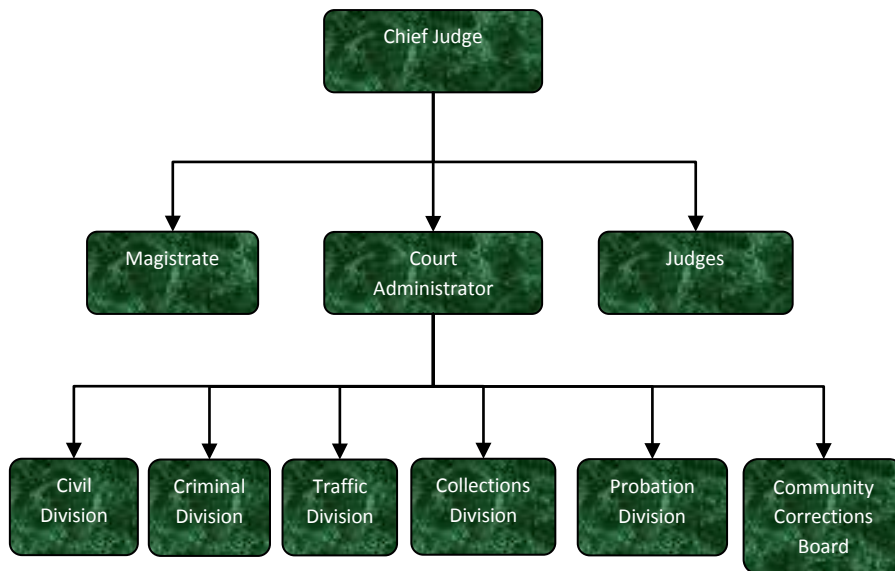 Chief Judge
Magistrate
Court
Administrator
Judges
Civil
Division
Criminal
Division
Traffic
Division
Collections
Division
Probation
Division
Community
Corrections
Board